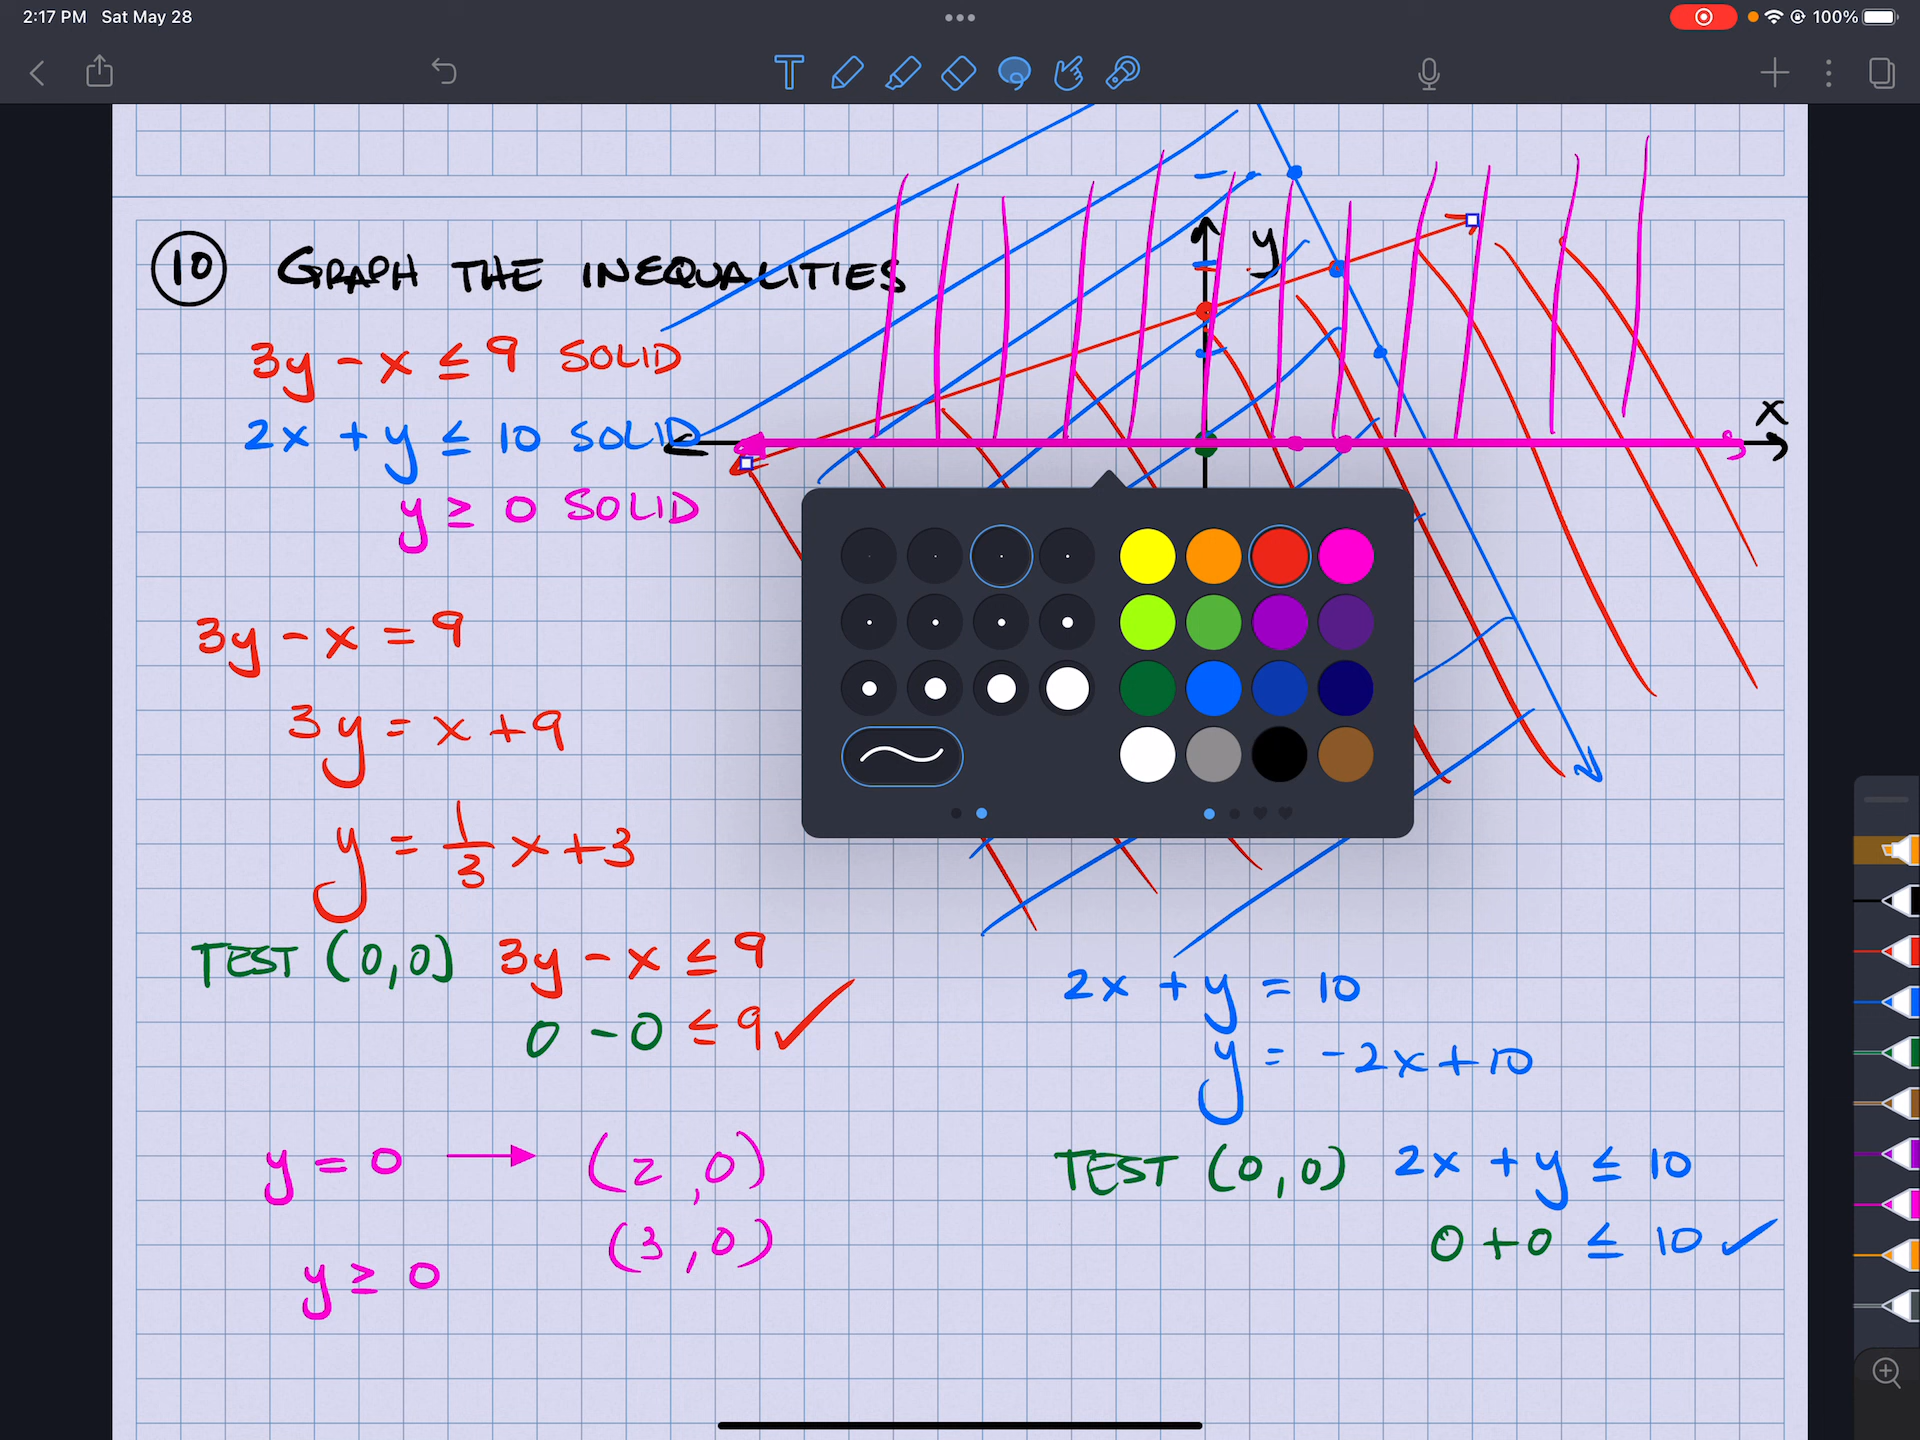 2:17 PM Sat May 28
100%
10 GRAPH THE INEQUALITIES
y
3y - x ≤ 9 SOLID
x
2x + y ≤ 10 SOLID
y ≥ 0 SOLID
3y - x = 9
3y = x + 9
y = 1/3 x + 3
TEST (0,0) 3y - x ≤ 9
0 - 0 ≤ 9 ✓
2x + y = 10
y = -2x + 10
y = 0 → (2,0)
(3,0)
y ≥ 0
TEST (0,0) 2x + y ≤ 10
0 + 0 ≤ 10 ✓